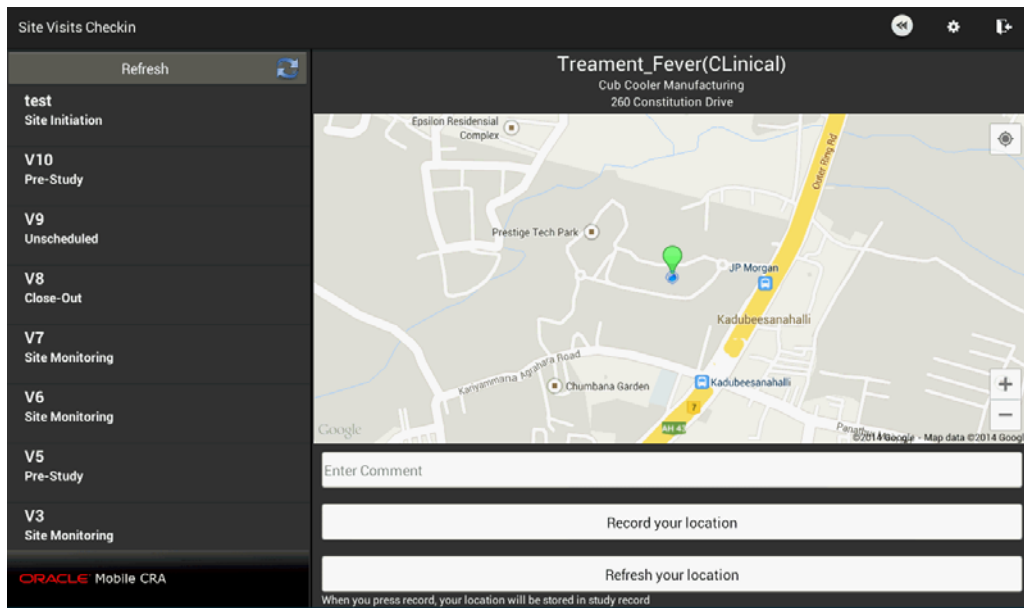 Site Visits Checkin
Refresh
test
Site Initiation
V10
Pre-Study
V9
Unscheduled
V8
Close-Out
V7
Site Monitoring
V6
Site Monitoring
V5
Pre-Study
V3
Site Monitoring
ORACLE Mobile CRA
Treament_Fever(CLinical)
Cub Cooler Manufacturing
260 Constitution Drive
Epsilon Residensial
Complex
Outer Ring Rd
Prestige Tech Park
JP Morgan
Kadubeesanahalli
Kariyammana Agrahara Road
Chumbana Garden
Kadubeesanahalli
7
AH 43
Google
©2014 Google - Map data ©2014 Goog
Enter Comment
Record your location
Refresh your location
When you press record, your location will be stored in study record